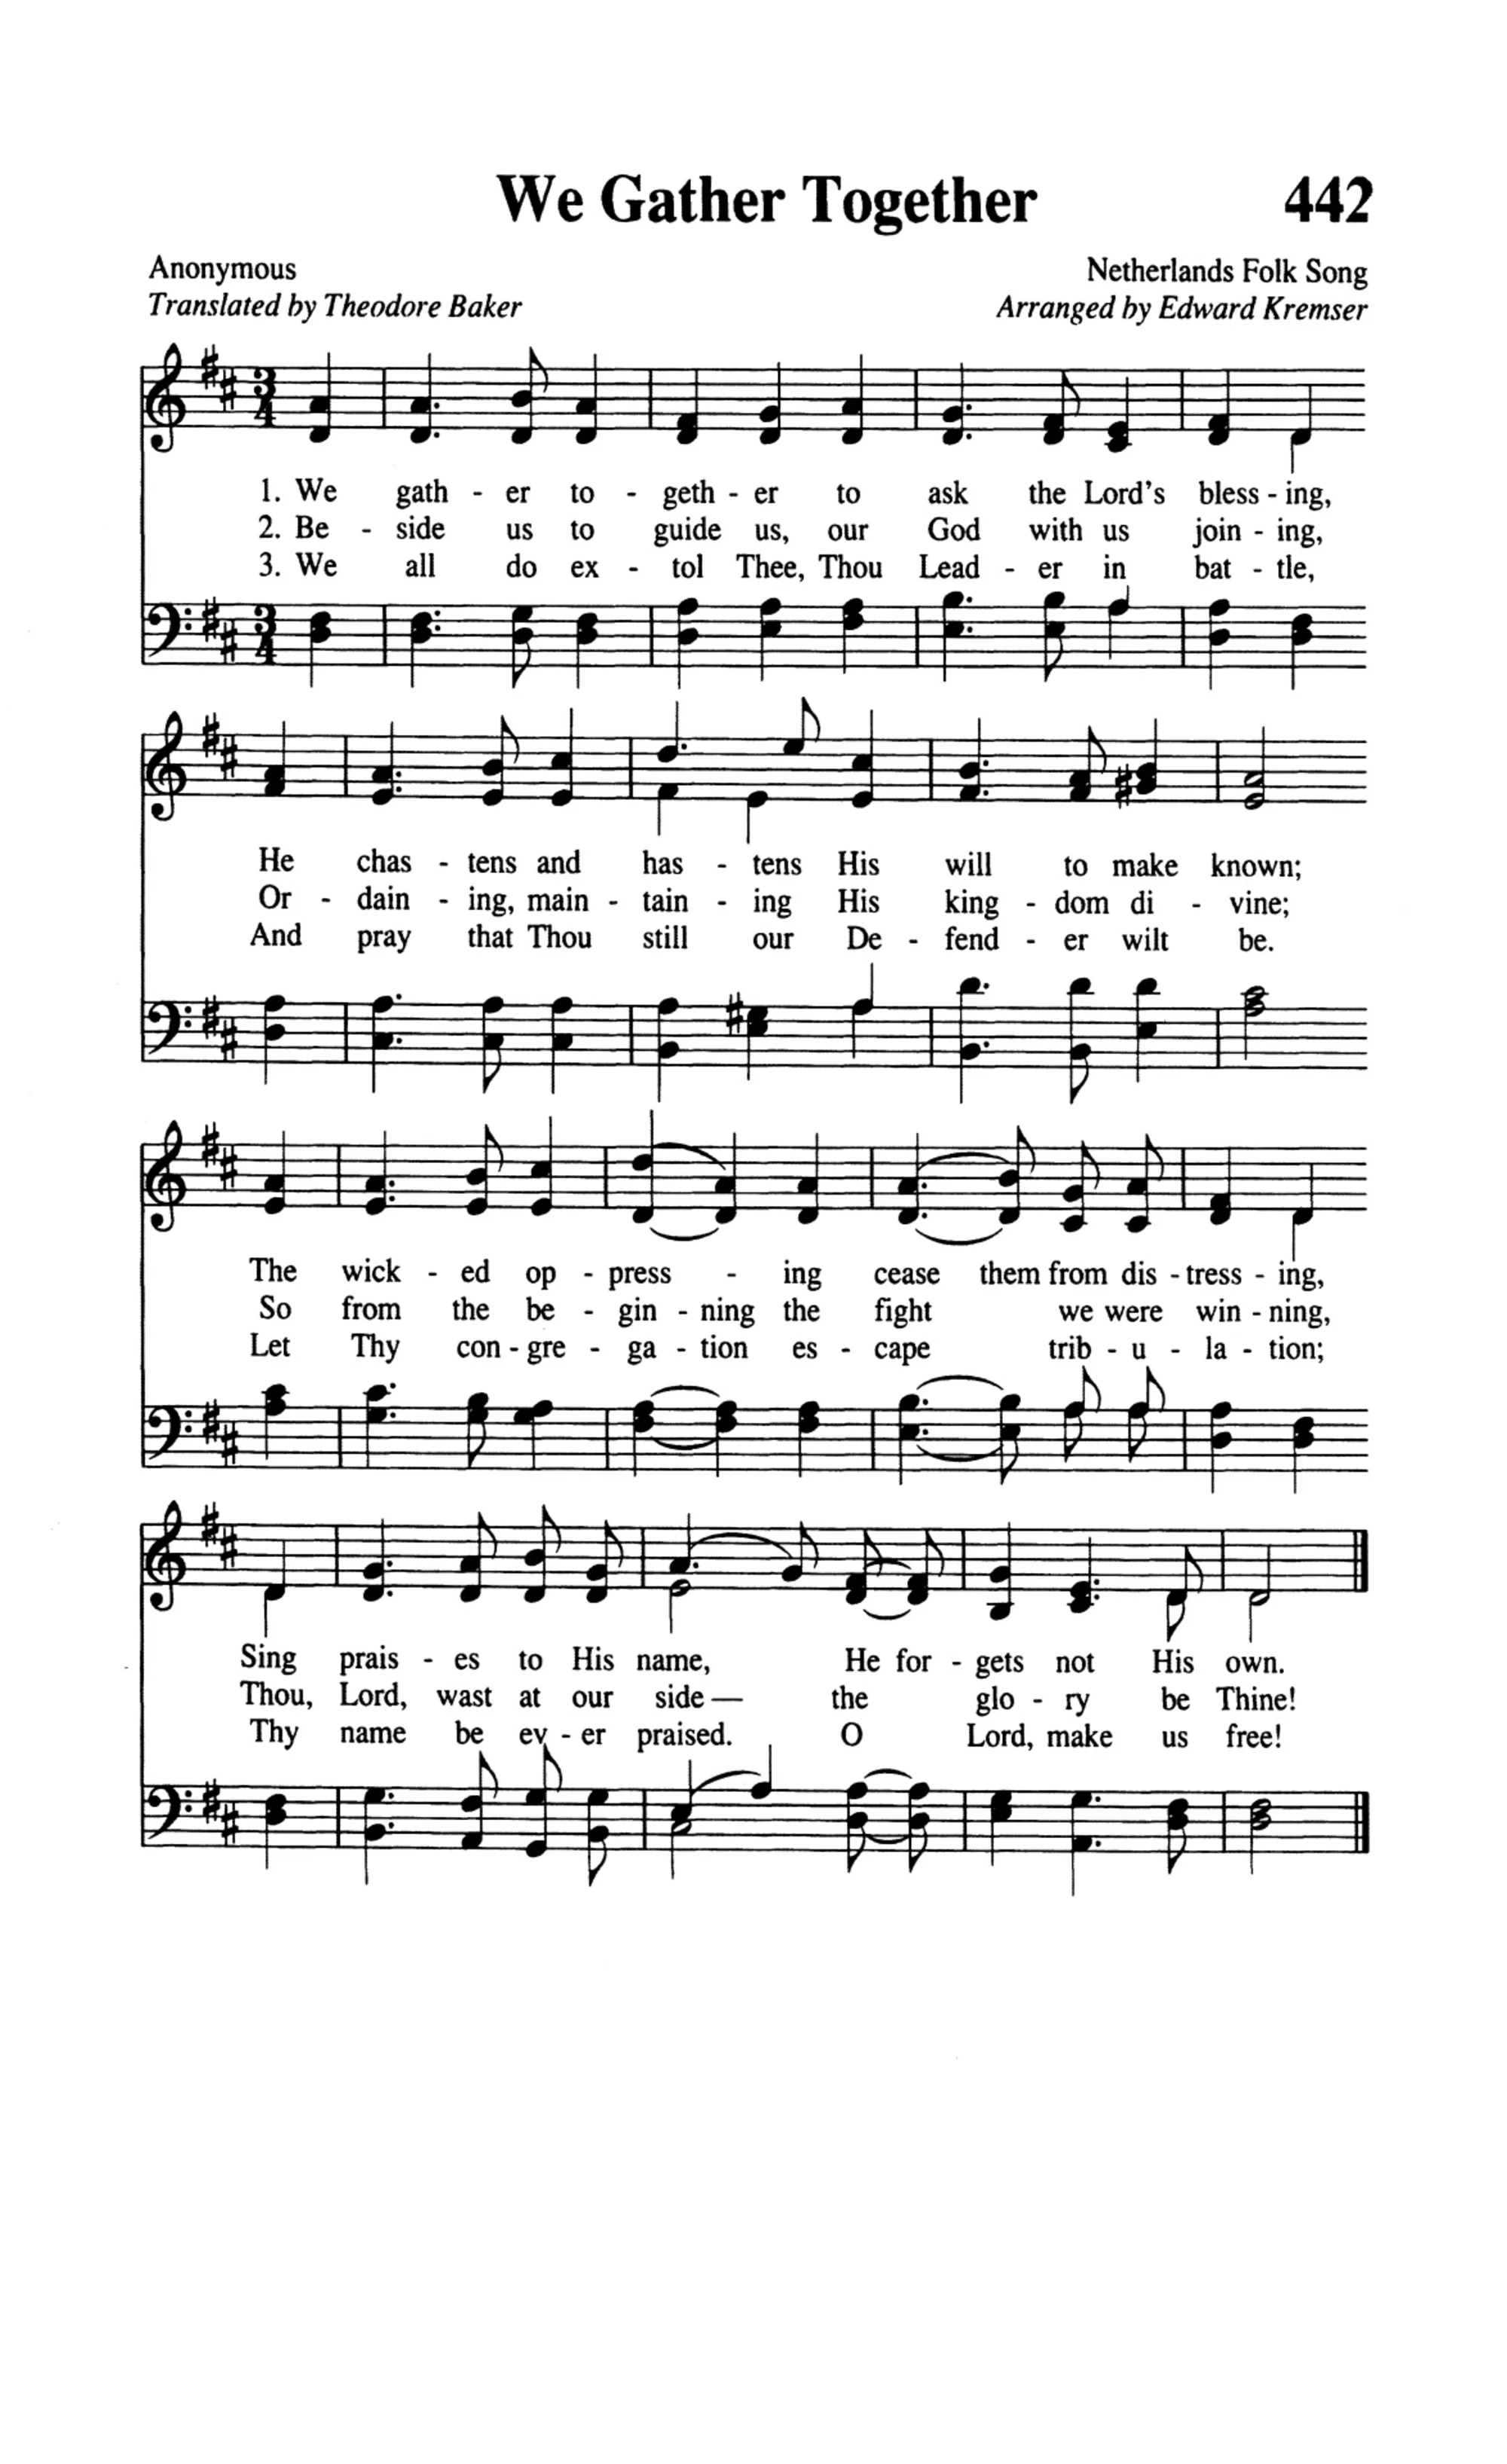 We Gather Together 442
Anonymous Netherlands Folk Song
Translated by Theodore Baker Arranged by Edward Kremser
3 4
1. We gath - er to - geth - er to ask the Lord's bless - ing,
2. Be - side us to guide us, our God with us join - ing,
3. We all do ex - tol Thee, Thou Lead - er in bat - tle,
3 4
He chas - tens and has - tens His will to make known;
Or - dain - ing, main - tain - ing His king - dom di - vine;
And pray that Thou still our De - fend - er wilt be.
The wick - ed op - press - ing cease them from dis - tress - ing,
So from the be - gin - ning the fight we were win - ning,
Let Thy con - gre - ga - tion es - cape trib - u - la - tion;
Sing prais - es to His name, He for - gets not His own.
Thou, Lord, wast at our side — the glo - ry be Thine!
Thy name be ev - er praised. O Lord, make us free!